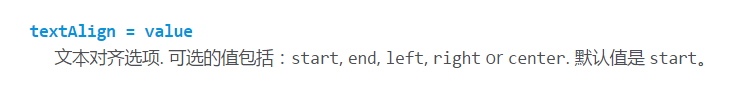 textAlign = value
文本对齐选项. 可选的值包括：start, end, left, right or center. 默认值是 start。